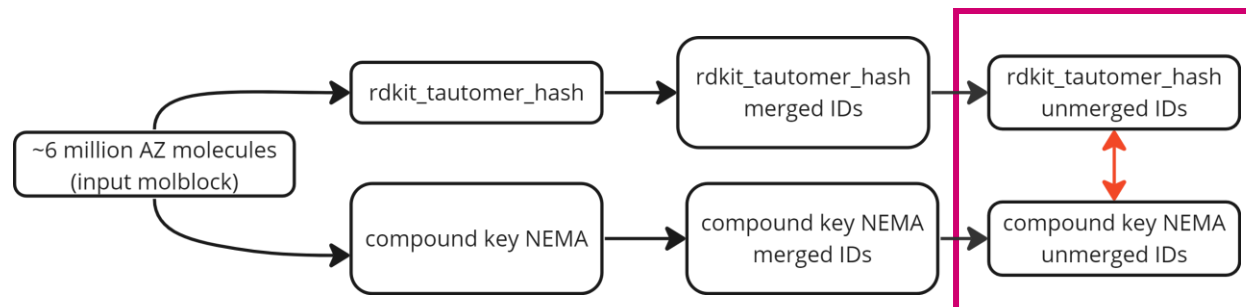 ~6 million AZ molecules
(input molblock)
rdkit_tautomer_hash
rdkit_tautomer_hash
merged IDs
rdkit_tautomer_hash
unmerged IDs
compound key NEMA
compound key NEMA
merged IDs
compound key NEMA
unmerged IDs